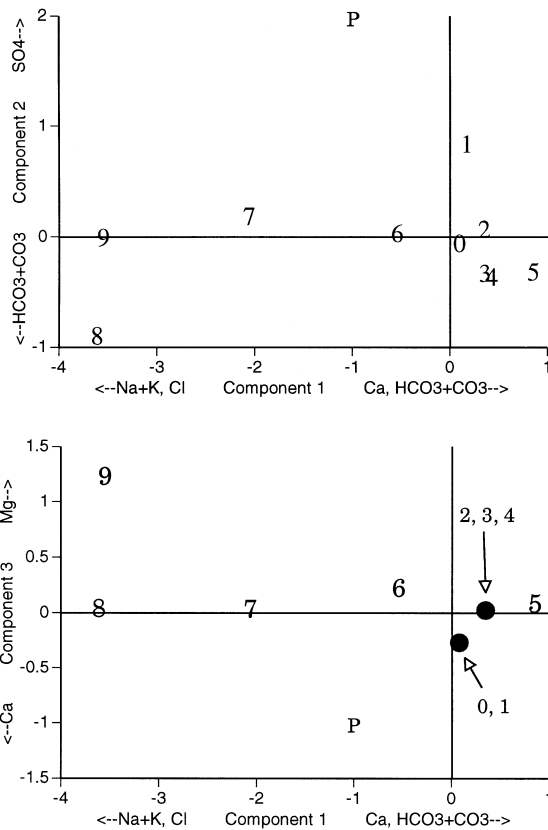 SO4-->
Component 2
<--HCO3+CO3
2
1
0
-1
P
1
7
2
6
0
9
3
4
5
8
-4 -3 -2 -1 0 1
<--Na+K, Cl Component 1 Ca, HCO3+CO3-->
Mg-->
Component 3
<--Ca
1.5
1
0.5
0
-0.5
-1
-1.5
9
2, 3, 4
6
8
7
5
0, 1
P
-4 -3 -2 -1 0
<--Na+K, Cl Component 1 Ca, HCO3+CO3-->